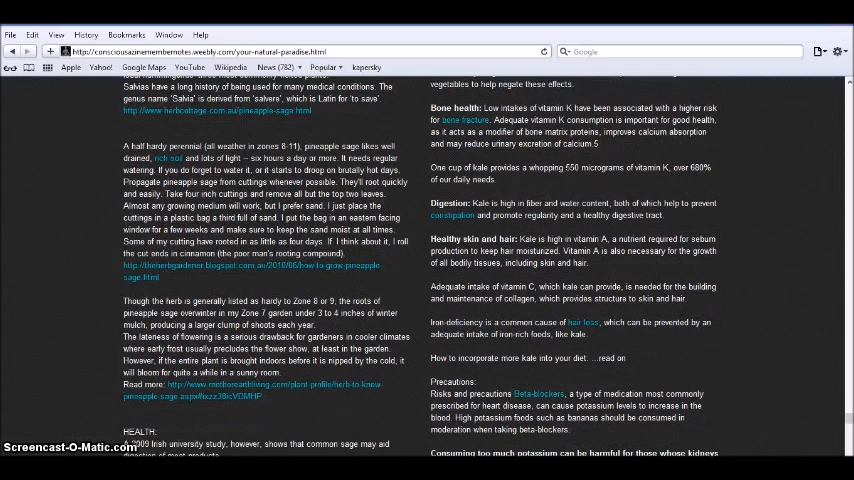 File View History Bookmarks Window Help
http://consciousazinemembernotes.weebly.com/your-natural-paradise.html
Google
Apple Yahoo! Google Maps YouTube Wikipedia News (782) Popular kapersky
Salvias have a long history of being used for many medical conditions. The
genus name 'Salvia' is derived from 'salvere', which is Latin for 'to save'.
http://www.herbcottage.com.au/pineapple-sage.html
A half hardy perennial (all weather in zones 8-11), pineapple sage likes well
drained, rich soil and lots of light – six hours a day or more. It needs regular
watering. If you do forget to water it, or it starts to droop on brutally hot days.
Propagate pineapple sage from cuttings whenever possible. They'll root quickly
and easily. Take four inch cuttings and remove all but the top two leaves.
Almost any growing medium will work, but I prefer sand. I just place the
cuttings in a plastic bag a third full of sand. I put the bag in an eastern facing
window for a few weeks and make sure to keep the sand moist at all times.
Some of my cutting have rooted in as little as four days. If I think about it, I roll
the cut ends in cinnamon (the poor man's rooting compound).
http://theherbgardener.blogspot.com.au/2010/06/how-to-grow-pineapple-
sage.html
Though the herb is generally listed as hardy to Zone 8 or 9, the roots of
pineapple sage overwinter in my Zone 7 garden under 3 to 4 inches of winter
mulch, producing a larger clump of shoots each year.
The lateness of flowering is a serious drawback for gardeners in cooler climates
where early frost usually precludes the flower show, at least in the garden.
However, if the entire plant is brought indoors before it is nipped by the cold, it
will bloom for quite a while in a sunny room.
Read more: http://www.motherearthliving.com/plant-profile/herb-to-know-
pineapple-sage.aspx#ixzz38icVDMHP
HEALTH:
A 2009 Irish university study, however, shows that common sage may aid
digestion of meat products
vegetables to help negate these effects.
Bone health: Low intakes of vitamin K have been associated with a higher risk
for bone fracture. Adequate vitamin K consumption is important for good health,
as it acts as a modifier of bone matrix proteins, improves calcium absorption
and may reduce urinary excretion of calcium.5
One cup of kale provides a whopping 550 micrograms of vitamin K, over 680%
of our daily needs.
Digestion: Kale is high in fiber and water content, both of which help to prevent
constipation and promote regularity and a healthy digestive tract.
Healthy skin and hair: Kale is high in vitamin A, a nutrient required for sebum
production to keep hair moisturized. Vitamin A is also necessary for the growth
of all bodily tissues, including skin and hair.
Adequate intake of vitamin C, which kale can provide, is needed for the building
and maintenance of collagen, which provides structure to skin and hair.
Iron-deficiency is a common cause of hair loss, which can be prevented by an
adequate intake of iron-rich foods, like kale.
How to incorporate more kale into your diet. ...read on
Precautions:
Risks and precautions Beta-blockers, a type of medication most commonly
prescribed for heart disease, can cause potassium levels to increase in the
blood. High potassium foods such as bananas should be consumed in
moderation when taking beta-blockers.
Consuming too much potassium can be harmful for those whose kidneys
Screencast-O-Matic.com